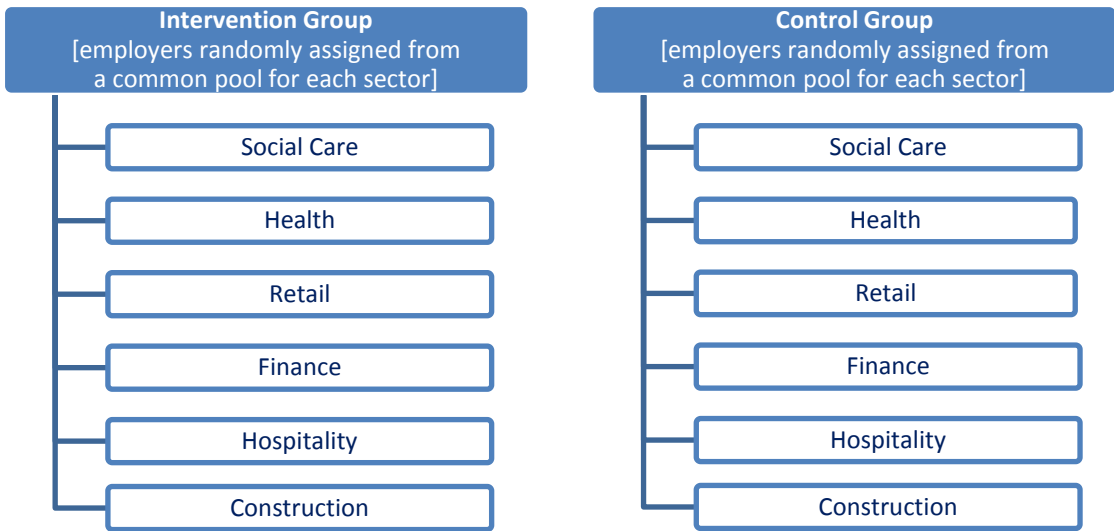 Intervention Group
[employers randomly assigned from
a common pool for each sector]
Social Care
Health
Retail
Finance
Hospitality
Construction
Control Group
[employers randomly assigned from
a common pool for each sector]
Social Care
Health
Retail
Finance
Hospitality
Construction